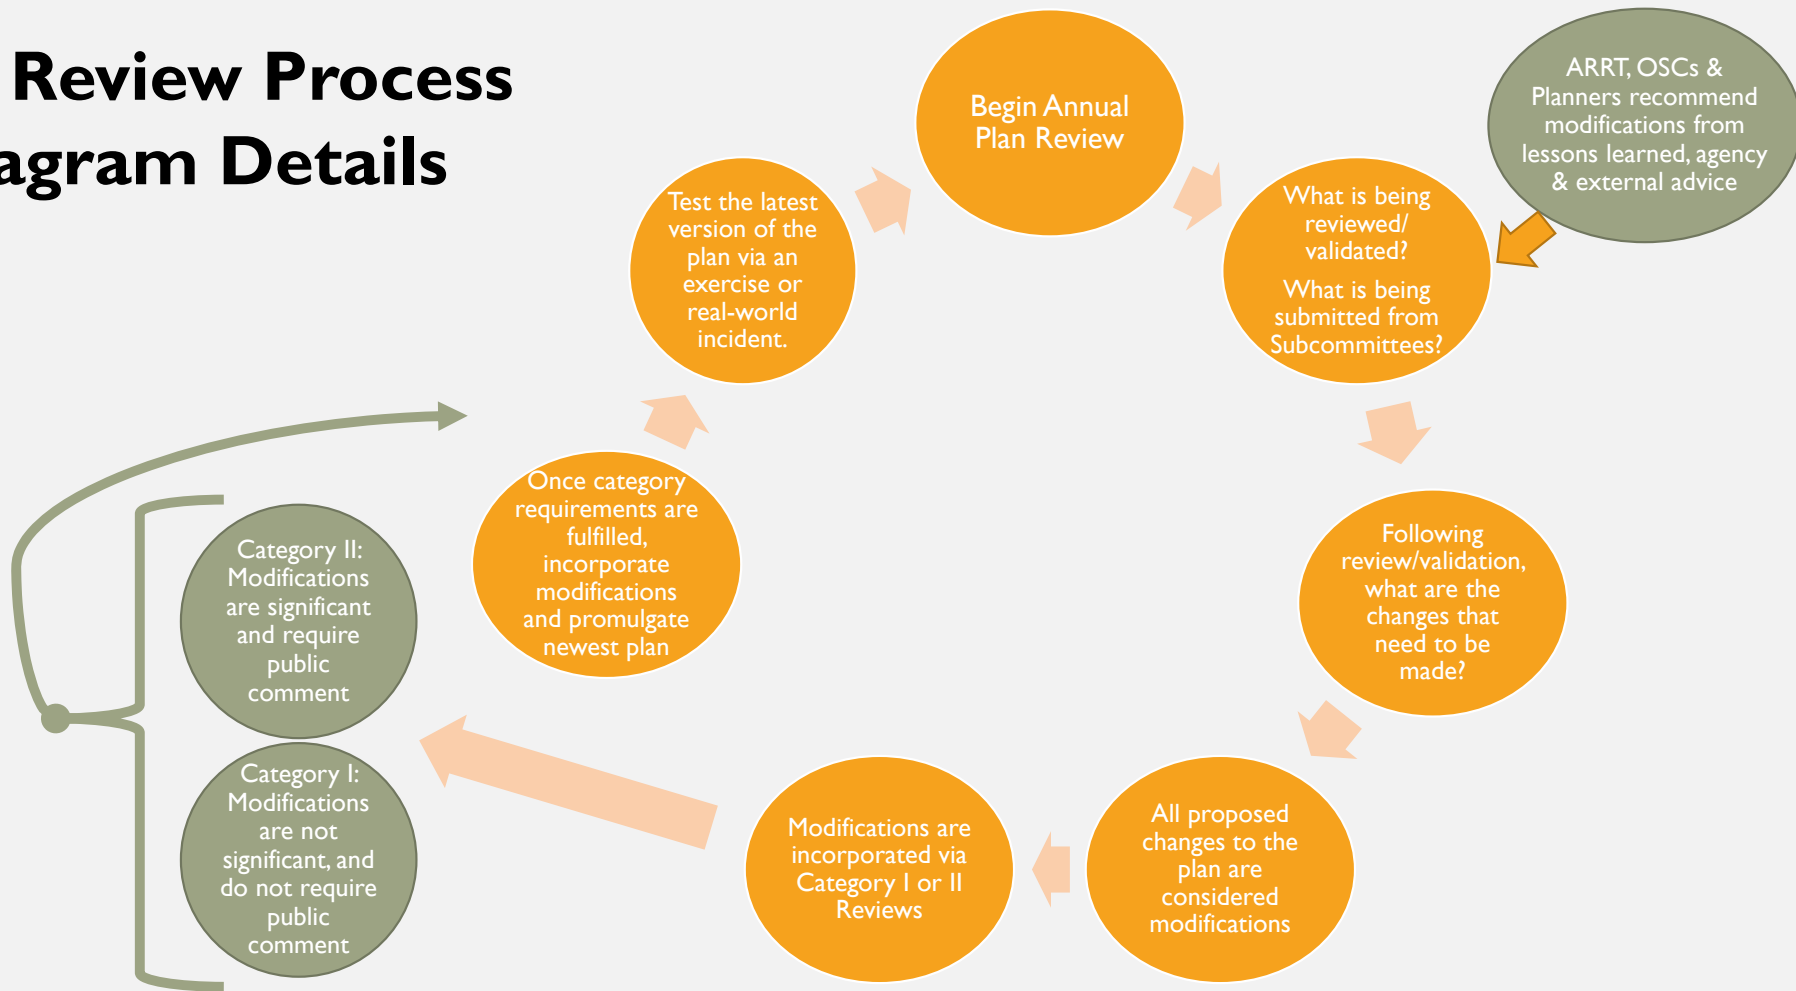 Review Process
agram Details
Begin Annual
Plan Review
ARRT, OSCs &
Planners recommend
modifications from
lessons learned, agency
& external advice
What is being
reviewed/
validated?
What is being
submitted from
Subcommittees?
Following
review/validation,
what are the
changes that
need to be
made?
All proposed
changes to the
plan are
considered
modifications
Modifications are
incorporated via
Category I or II
Reviews
Category II:
Modifications
are significant
and require
public
comment
Category I:
Modifications
are not
significant, and
do not require
public
comment
Once category
requirements are
fulfilled,
incorporate
modifications
and promulgate
newest plan
Test the latest
version of the
plan via an
exercise or
real-world
incident.